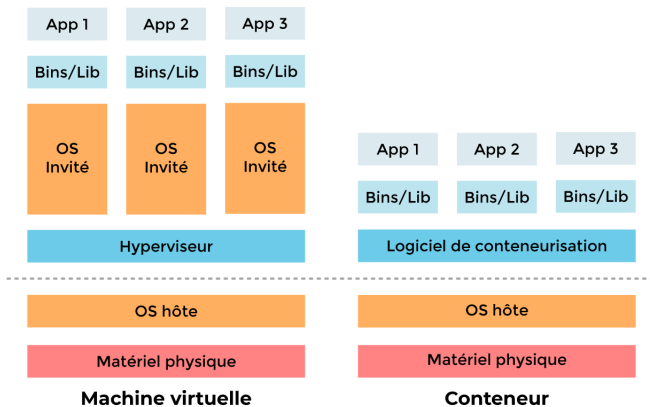 App 1
App 2
App 3
Bins/Lib
Bins/Lib
Bins/Lib
OS
Invité
OS
Invité
OS
Invité
Hyperviseur
OS hôte
Matériel physique
Machine virtuelle
App 1
App 2
App 3
Bins/Lib
Bins/Lib
Bins/Lib
Logiciel de conteneurisation
OS hôte
Matériel physique
Conteneur